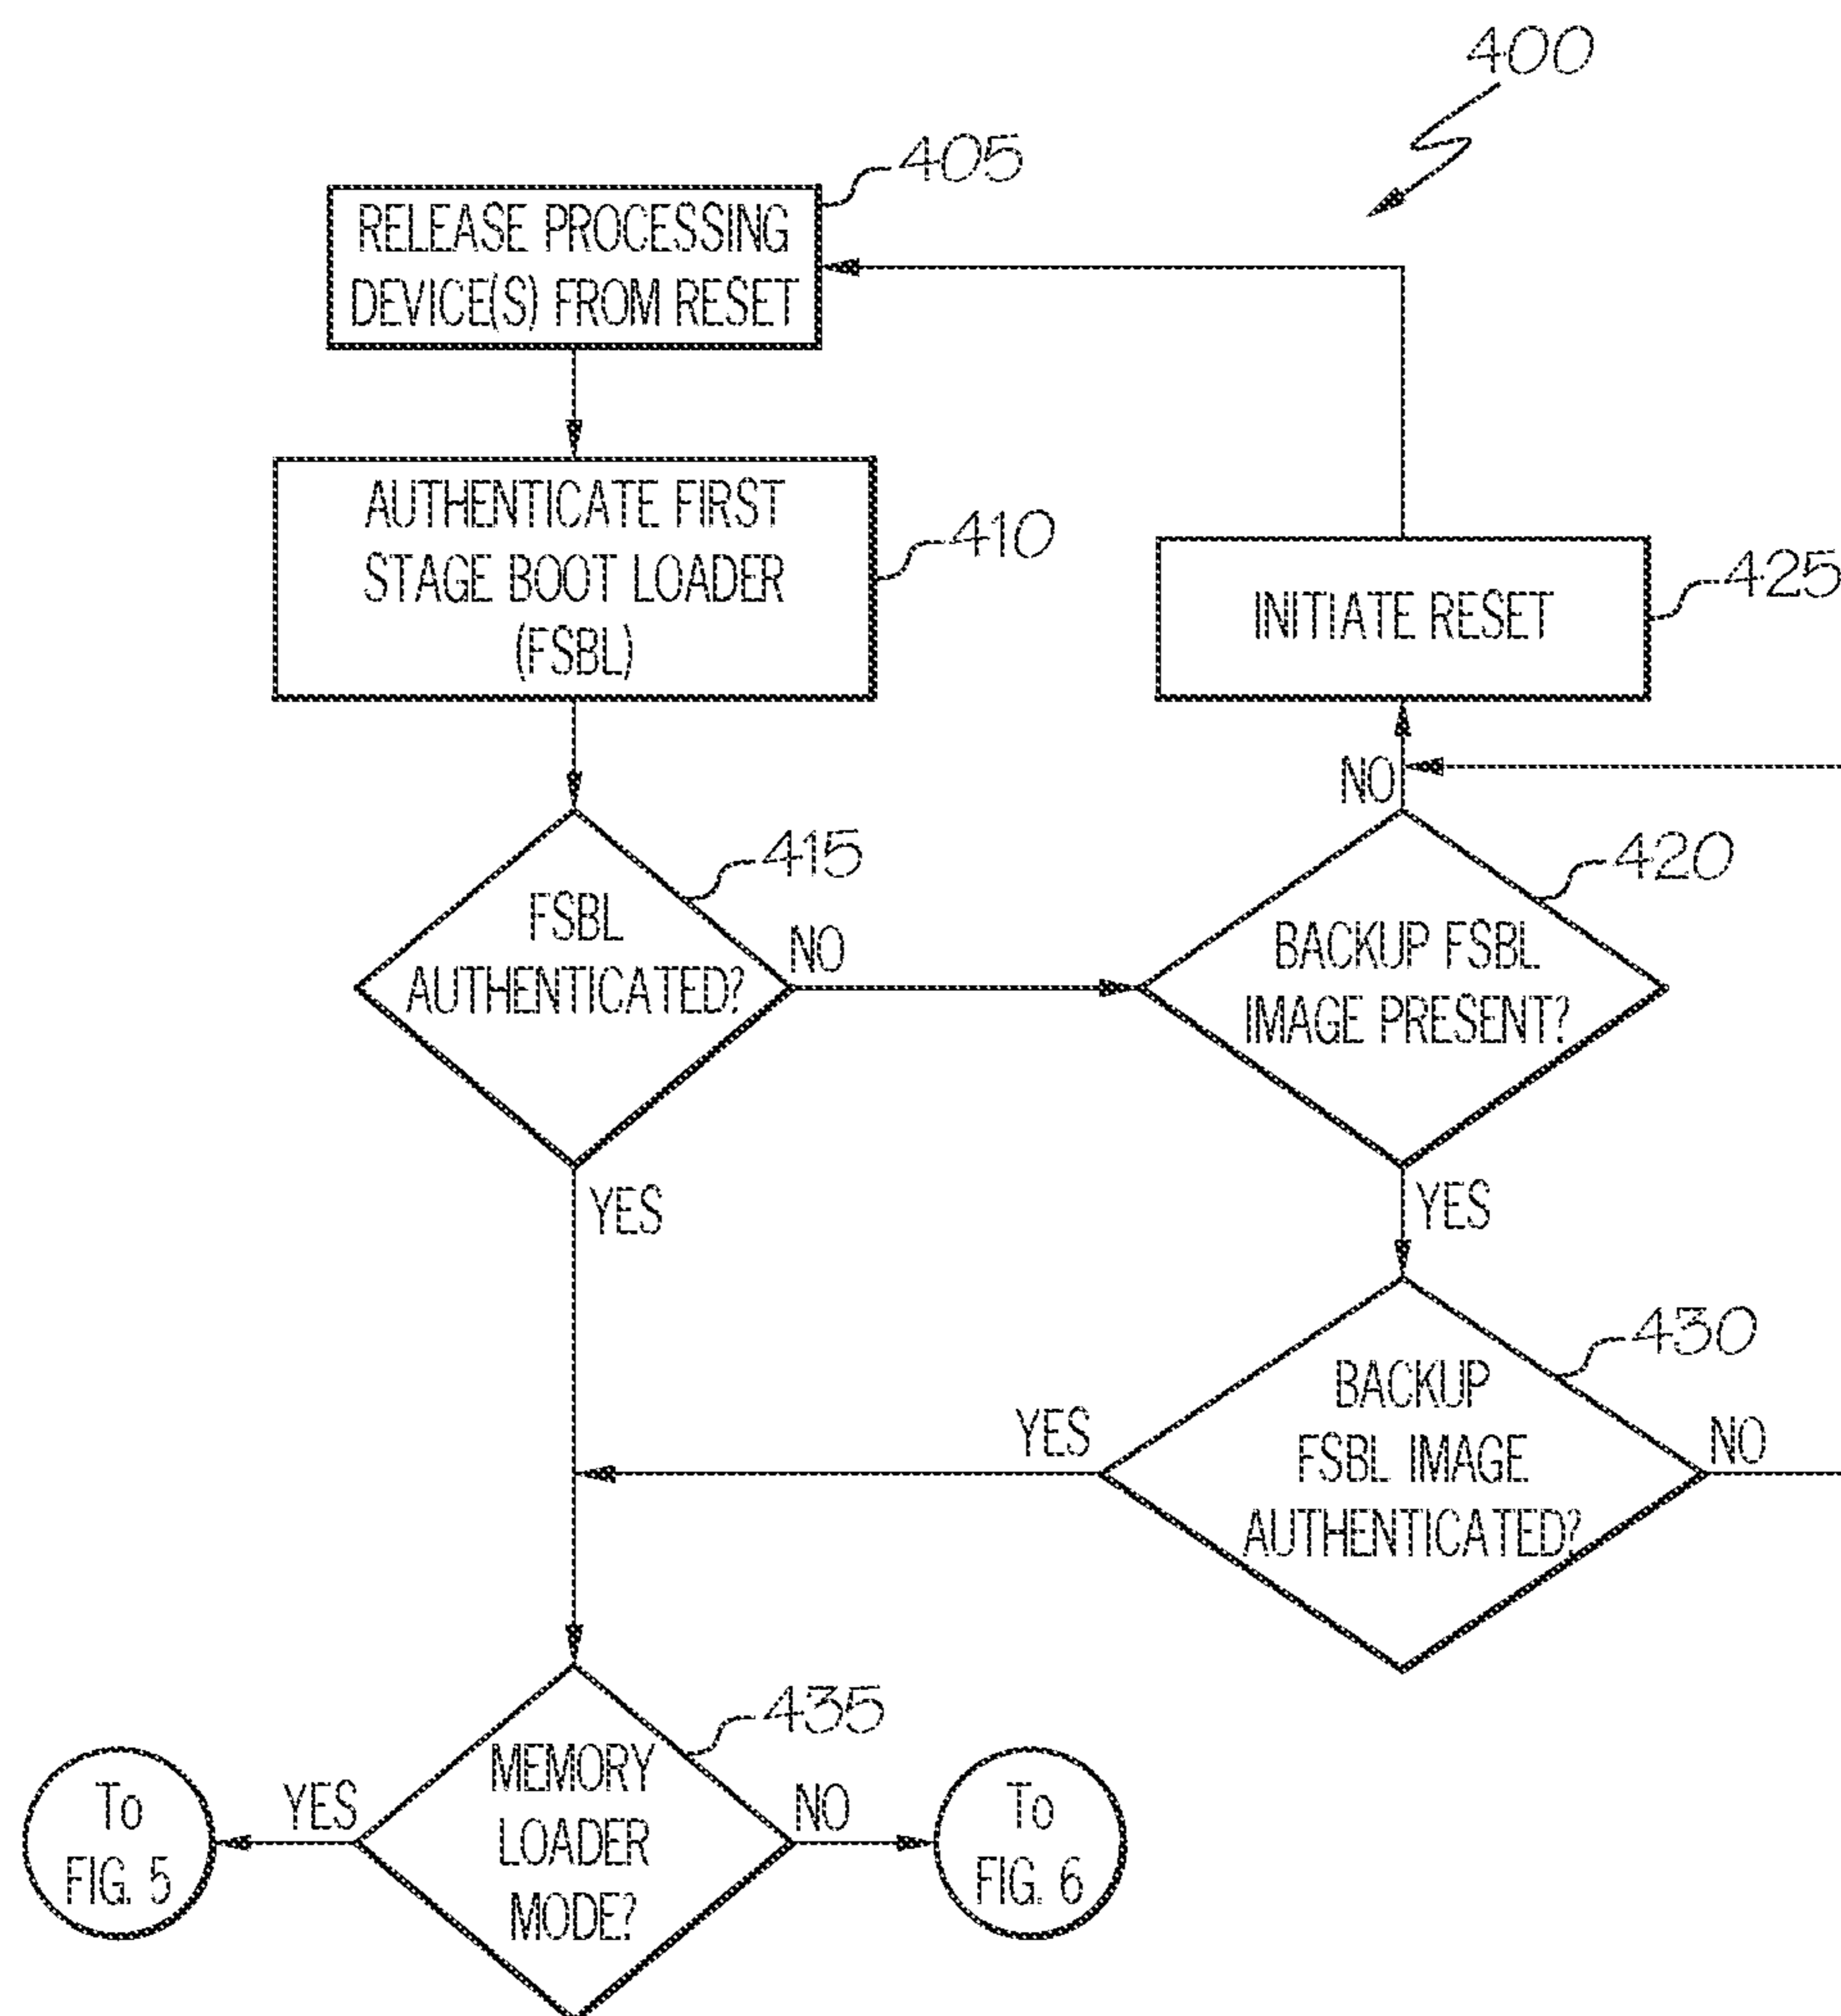 400
405
RELEASE PROCESSING
DEVICE(S) FROM RESET
AUTHENTICATE FIRST
STAGE BOOT LOADER
(FSBL)
410
INITIATE RESET
425
NO
415
FSBL
AUTHENTICATED?
NO
420
BACKUP FSBL
IMAGE PRESENT?
YES
YES
430
BACKUP
FSBL IMAGE
AUTHENTICATED?
YES
NO
435
MEMORY
LOADER
MODE?
YES
NO
To
FIG. 5
To
FIG. 6